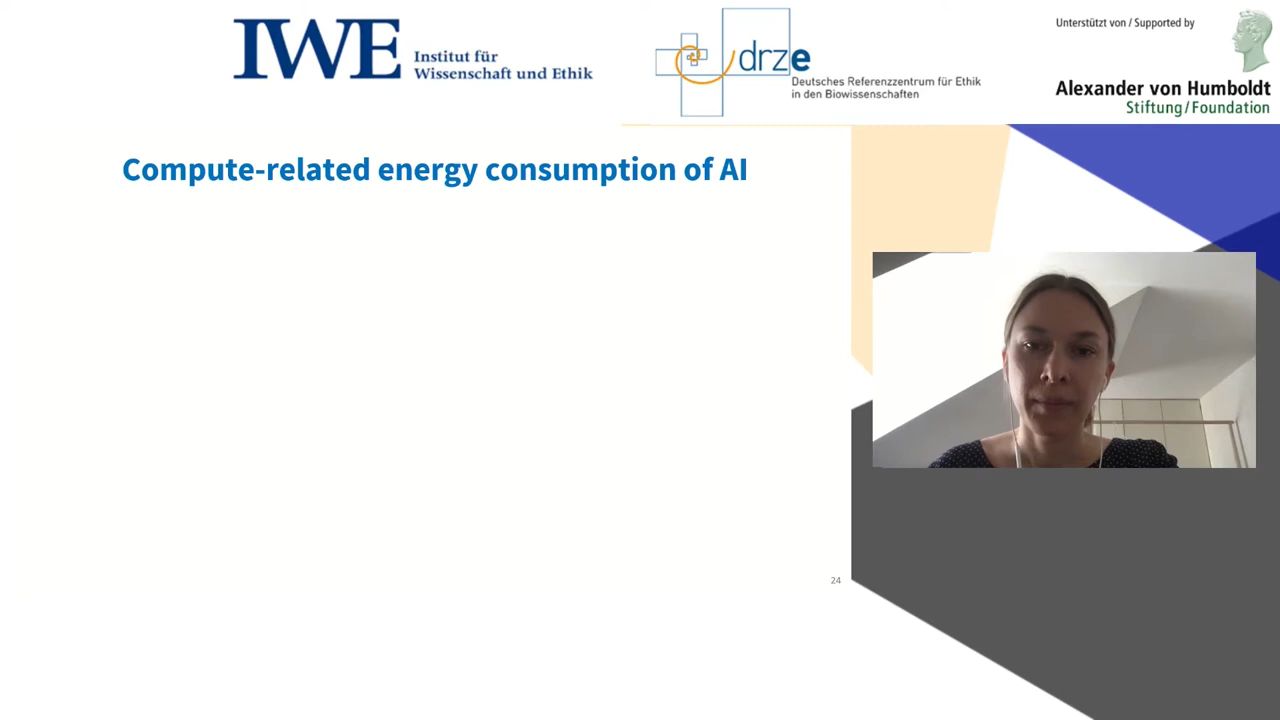 IWE
Institut für
Wissenschaft und Ethik
drze
Deutsches Referenzzentrum für Ethik
in den Biowissenschaften
Unterstützt von / Supported by
Alexander von Humboldt
Stiftung/Foundation
Compute-related energy consumption of AI
24